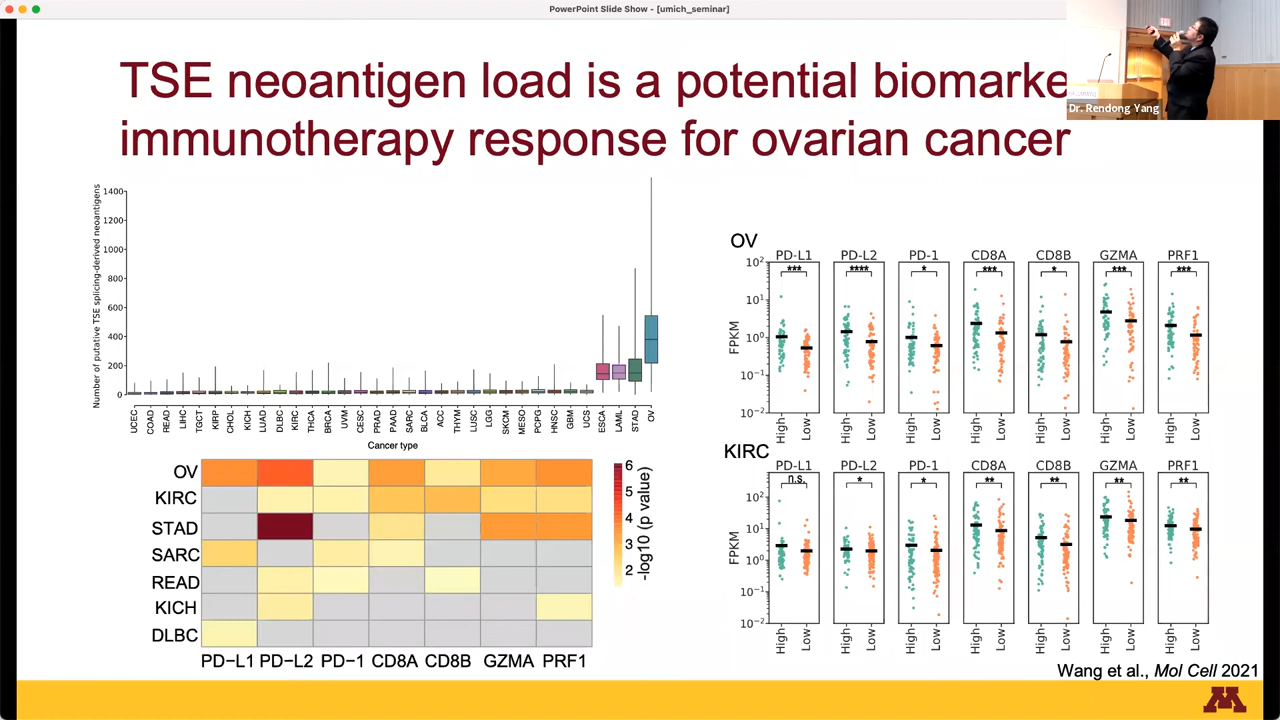 PowerPoint Slide Show - [umich_seminar]
TSE neoantigen load is a potential biomarke
immunotherapy response for ovarian cancer
Dr. Rendong Yang
Number of putative TSE splicing-derived neoantigens
1400
1200
1000
800
600
400
200
0
UCEC COAD READ LIHC TGCT KIRP CHOL KICH LUAD DLBC KIRC THCA BRCA UVM CESC PRAD PAAD SARC BLCA ACC THYM LUSC LGG SKCM MESO PCPG HNSC GBM UCS ESCA LAML STAD OV
Cancer type
OV
KIRC
STAD
SARC
READ
KICH
DLBC
PD-L1 PD-L2 PD-1 CD8A CD8B GZMA PRF1
6
5
4
3
2
-log10 (p value)
OV
PD-L1 PD-L2 PD-1 CD8A CD8B GZMA PRF1
*** **** * *** * *** ***
FPKM
10²
10¹
10⁰
10⁻¹
10⁻²
High Low High Low High Low High Low High Low High Low High Low
KIRC
PD-L1 PD-L2 PD-1 CD8A CD8B GZMA PRF1
n.s. * * ** ** ** **
FPKM
10²
10¹
10⁰
10⁻¹
10⁻²
High Low High Low High Low High Low High Low High Low High Low
Wang et al., Mol Cell 2021
M